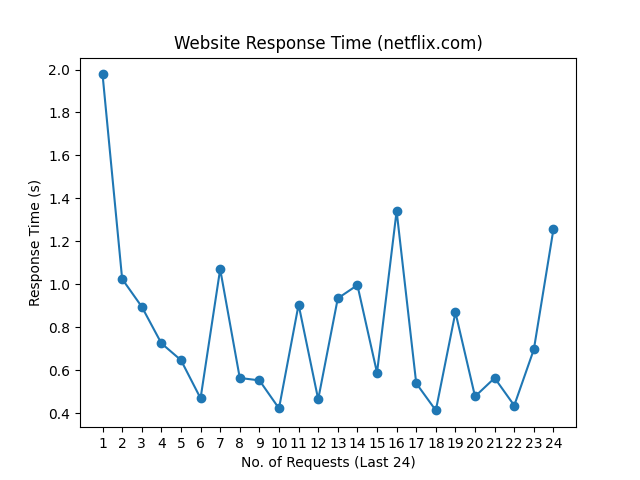 Website Response Time (netflix.com)
2.0
1.8
1.6
1.4
1.2
1.0
0.8
0.6
0.4
Response Time (s)
1 2 3 4 5 6 7 8 9 10 11 12 13 14 15 16 17 18 19 20 21 22 23 24
No. of Requests (Last 24)